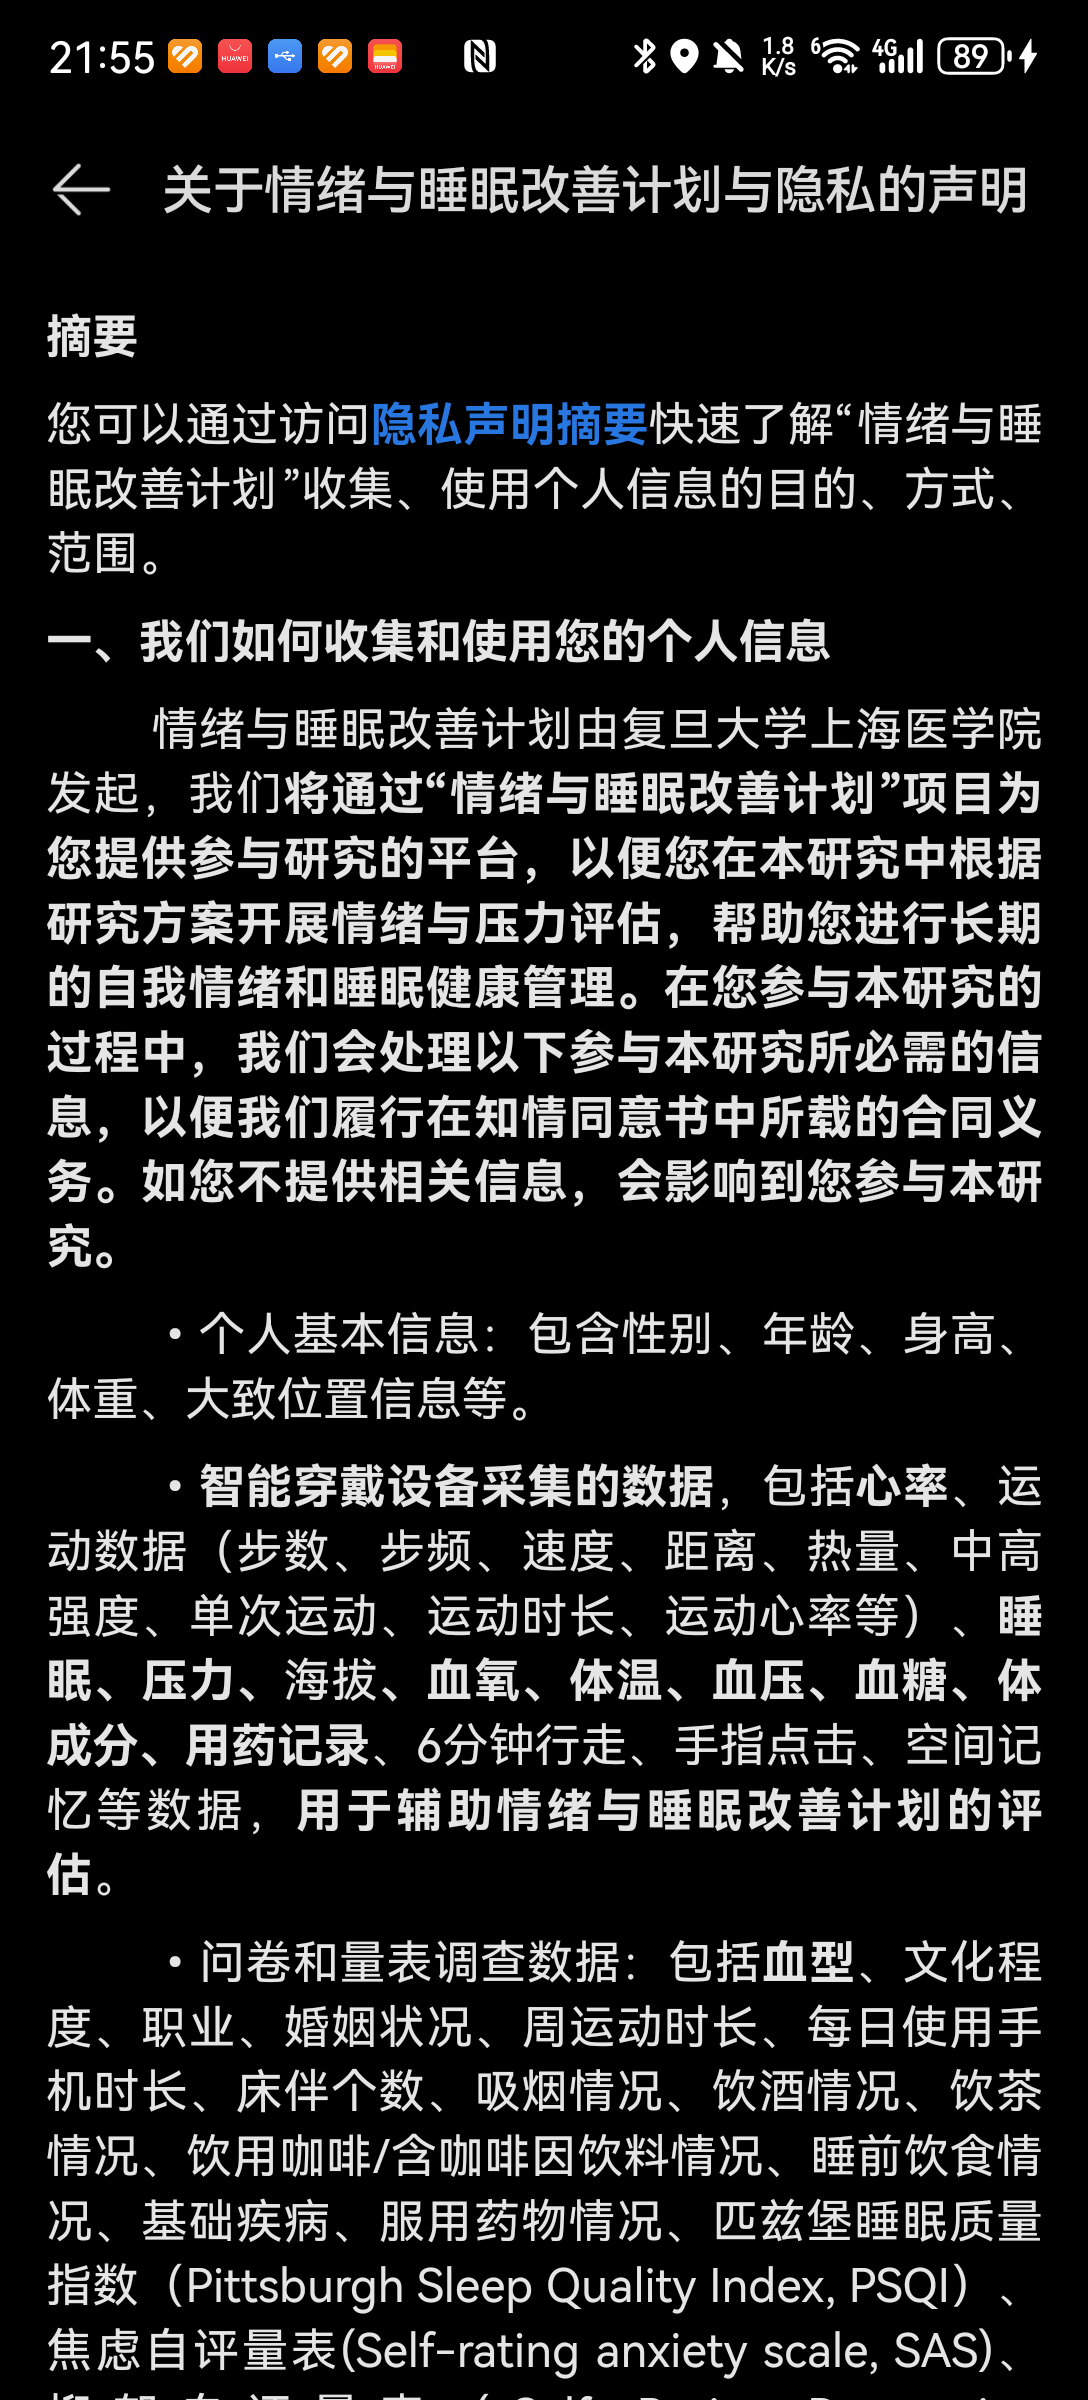 21:55 HUAWEI HUAWEI 1.8 K/s 6 4G 89
关于情绪与睡眠改善计划与隐私的声明
摘要
您可以通过访问隐私声明摘要快速了解“情绪与睡
眠改善计划”收集、使用个人信息的目的、方式、
范围。
一、我们如何收集和使用您的个人信息
情绪与睡眠改善计划由复旦大学上海医学院
发起，我们将通过“情绪与睡眠改善计划”项目为
您提供参与研究的平台，以便您在本研究中根据
研究方案开展情绪与压力评估，帮助您进行长期
的自我情绪和睡眠健康管理。在您参与本研究的
过程中，我们会处理以下参与本研究所必需的信
息，以便我们履行在知情同意书中所载的合同义
务。如您不提供相关信息，会影响到您参与本研
究。
• 个人基本信息：包含性别、年龄、身高、
体重、大致位置信息等。
• 智能穿戴设备采集的数据，包括心率、运
动数据（步数、步频、速度、距离、热量、中高
强度、单次运动、运动时长、运动心率等）、睡
眠、压力、海拔、血氧、体温、血压、血糖、体
成分、用药记录、6分钟行走、手指点击、空间记
忆等数据，用于辅助情绪与睡眠改善计划的评
估。
• 问卷和量表调查数据：包括血型、文化程
度、职业、婚姻状况、周运动时长、每日使用手
机时长、床伴个数、吸烟情况、饮酒情况、饮茶
情况、饮用咖啡/含咖啡因饮料情况、睡前饮食情
况、基础疾病、服用药物情况、匹兹堡睡眠质量
指数（Pittsburgh Sleep Quality Index, PSQI）、
焦虑自评量表(Self-rating anxiety scale, SAS)、